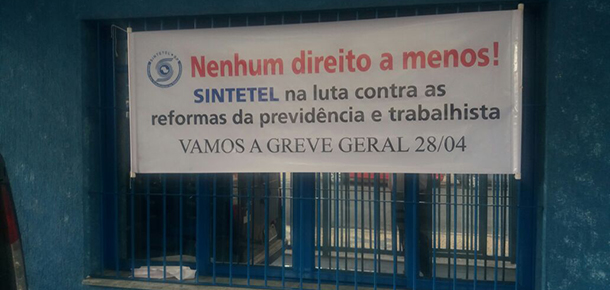 Nenhum direito a menos!
SINTETEL na luta contra as
reformas da previdência e trabalhista
VAMOS A GREVE GERAL 28/04